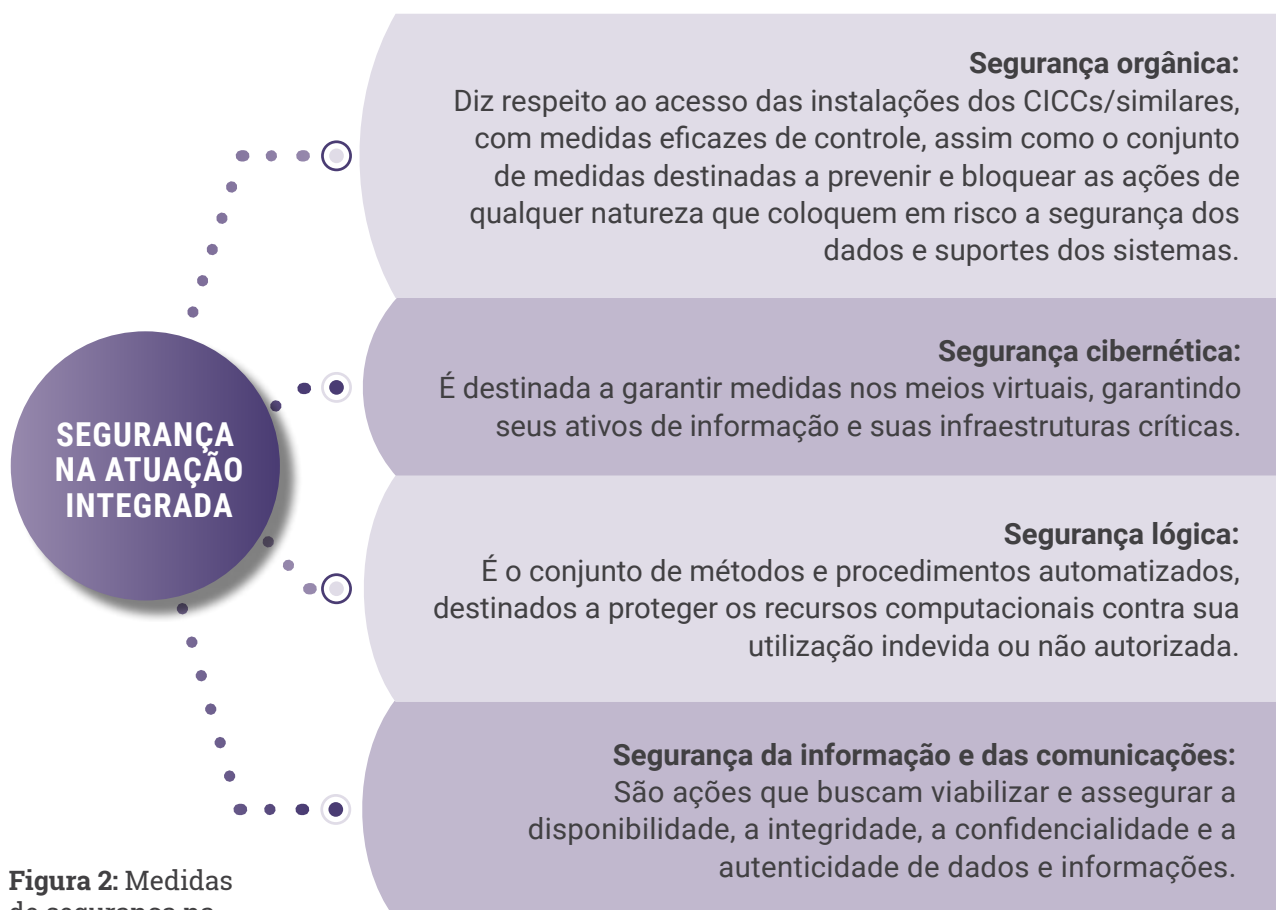 Segurança orgânica:
Diz respeito ao acesso das instalações dos CICCs/similares,
com medidas eficazes de controle, assim como o conjunto
de medidas destinadas a prevenir e bloquear as ações de
qualquer natureza que coloquem em risco a segurança dos
dados e suportes dos sistemas.
Segurança cibernética:
É destinada a garantir medidas nos meios virtuais, garantindo
seus ativos de informação e suas infraestruturas críticas.
SEGURANÇA
NA ATUAÇÃO
INTEGRADA
Segurança lógica:
É o conjunto de métodos e procedimentos automatizados,
destinados a proteger os recursos computacionais contra sua
utilização indevida ou não autorizada.
Segurança da informação e das comunicações:
São ações que buscam viabilizar e assegurar a
disponibilidade, a integridade, a confidencialidade e a
autenticidade de dados e informações.
Figura 2: Medidas
de segurança na